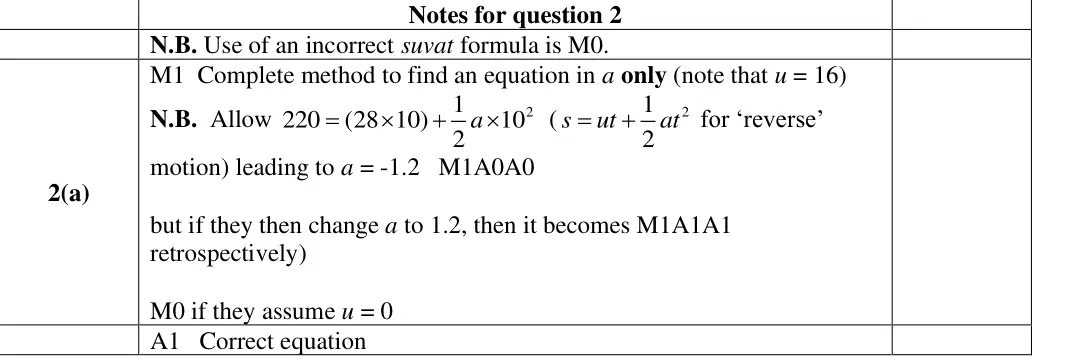 Notes for question 2
N.B. Use of an incorrect suvat formula is M0.
M1 Complete method to find an equation in a only (note that u = 16)
N.B. Allow 220 = (28×10) + 1/2 a×10² ( s = ut + 1/2 at² for ‘reverse’
motion) leading to a = -1.2 M1A0A0
2(a)
but if they then change a to 1.2, then it becomes M1A1A1
retrospectively)
M0 if they assume u = 0
A1 Correct equation